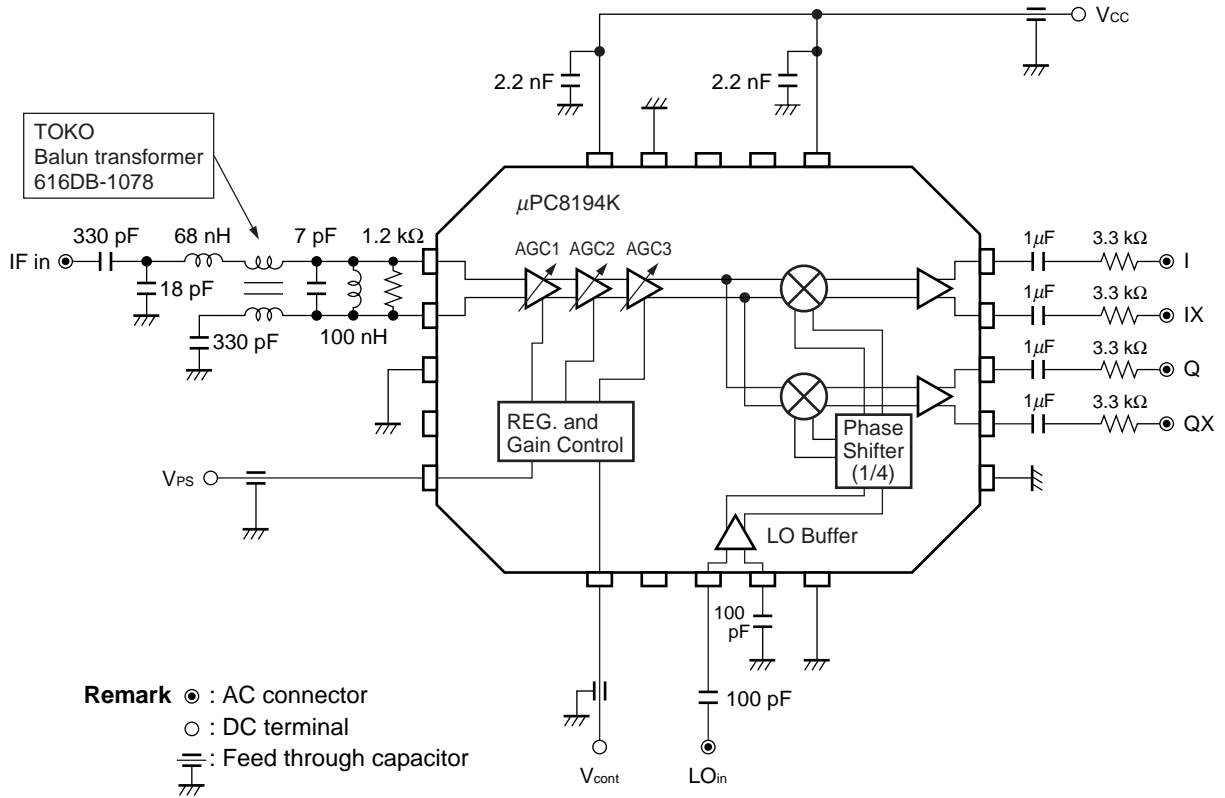 VCC
2.2 nF
2.2 nF
TOKO
Balun transformer
616DB-1078
μPC8194K
330 pF
68 nH
7 pF
1.2 kΩ
IF in
18 pF
330 pF
100 nH
AGC1
AGC2
AGC3
1μF
3.3 kΩ
I
1μF
3.3 kΩ
IX
1μF
3.3 kΩ
Q
1μF
3.3 kΩ
QX
REG. and
Gain Control
Phase
Shifter
(1/4)
VPS
LO Buffer
100
pF
100 pF
Remark
: AC connector
: DC terminal
: Feed through capacitor
Vcont
LOin